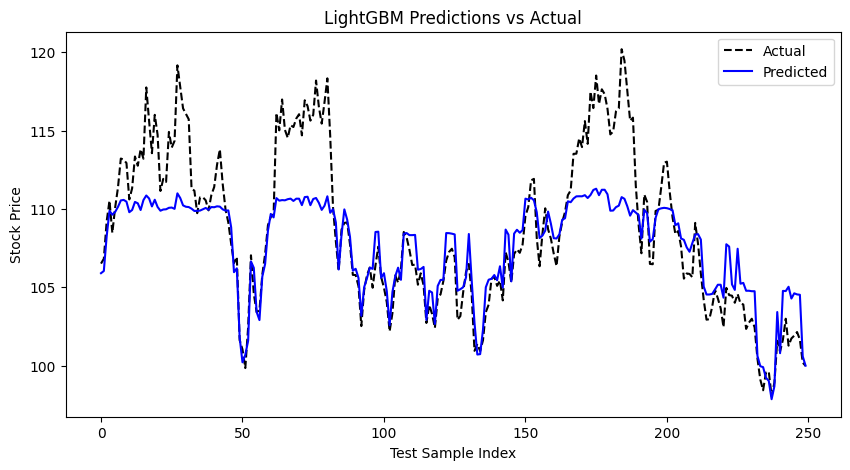 LightGBM Predictions vs Actual
Actual
Predicted
Stock Price
120
115
110
105
100
0 50 100 150 200 250
Test Sample Index